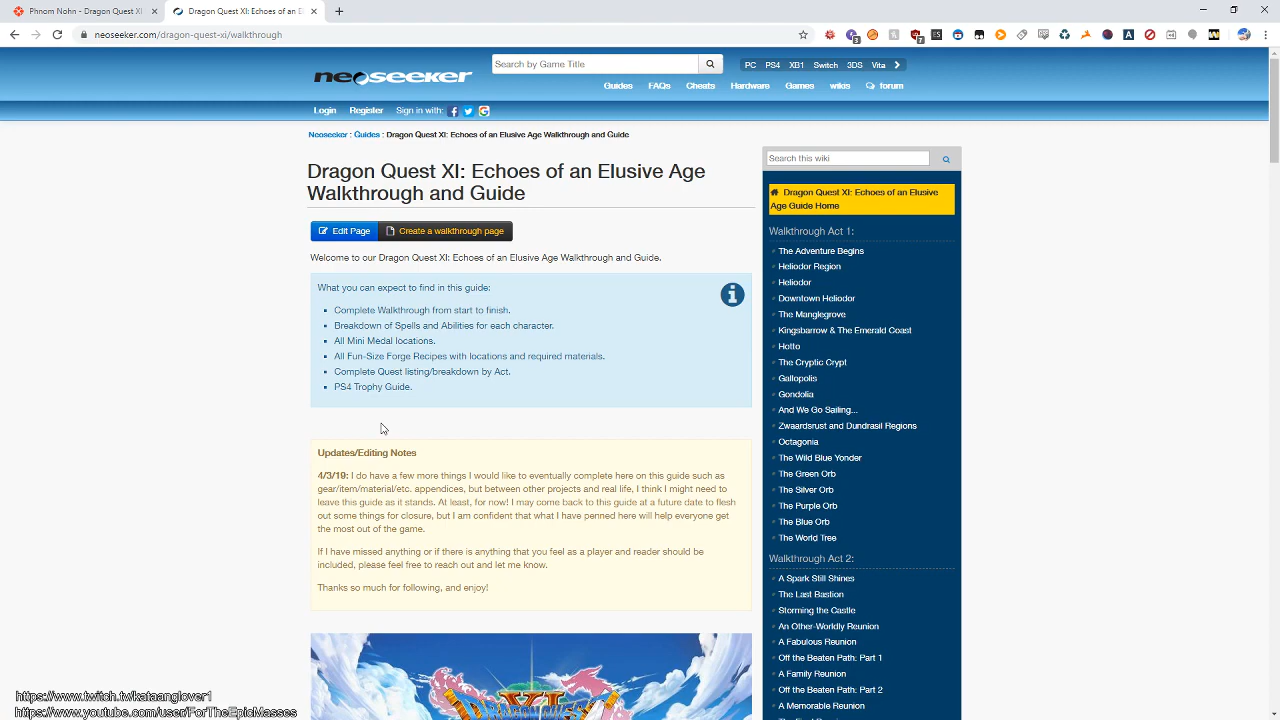 Phnom Nohn - Persona Q
Dragon Quest XI: Echoes of an E
neoseeker.com/dragon-quest-xi/walkthrough
3
7
neoseeker
Search by Game Title
PC PS4 XB1 Switch 3DS Vita
Guides FAQs Cheats Hardware Games wikis forum
Login Register Sign in with:
Neoseeker : Guides : Dragon Quest XI: Echoes of an Elusive Age Walkthrough and Guide
Dragon Quest XI: Echoes of an Elusive Age
Walkthrough and Guide
Edit Page Create a walkthrough page
Welcome to our Dragon Quest XI: Echoes of an Elusive Age Walkthrough and Guide.
What you can expect to find in this guide:
Complete Walkthrough from start to finish.
Breakdown of Spells and Abilities for each character.
All Mini Medal locations.
All Fun-Size Forge Recipes with locations and required materials.
Complete Quest listing/breakdown by Act.
PS4 Trophy Guide.
Updates/Editing Notes
4/3/19: I do have a few more things I would like to eventually complete here on this guide such as
gear/item/material/etc. appendices, but between other projects and real life, I think I might need to
leave this guide as it stands. At least, for now! I may come back to this guide at a future date to flesh
out some things for closure, but I am confident that what I have penned here will help everyone get
the most out of the game.
If I have missed anything or if there is anything that you feel as a player and reader should be
included, please feel free to reach out and let me know.
Thanks so much for following, and enjoy!
Search this wiki
Dragon Quest XI: Echoes of an Elusive
Age Guide Home
Walkthrough Act 1:
The Adventure Begins
Heliodor Region
Heliodor
Downtown Heliodor
The Manglegrove
Kingsbarrow & The Emerald Coast
Hotto
The Cryptic Crypt
Gallopolis
Gondolia
And We Go Sailing...
Zwaardsrust and Dundrasil Regions
Octagonia
The Wild Blue Yonder
The Green Orb
The Silver Orb
The Purple Orb
The Blue Orb
The World Tree
Walkthrough Act 2:
A Spark Still Shines
The Last Bastion
Storming the Castle
An Other-Worldly Reunion
A Fabulous Reunion
Off the Beaten Path: Part 1
A Family Reunion
Off the Beaten Path: Part 2
A Memorable Reunion